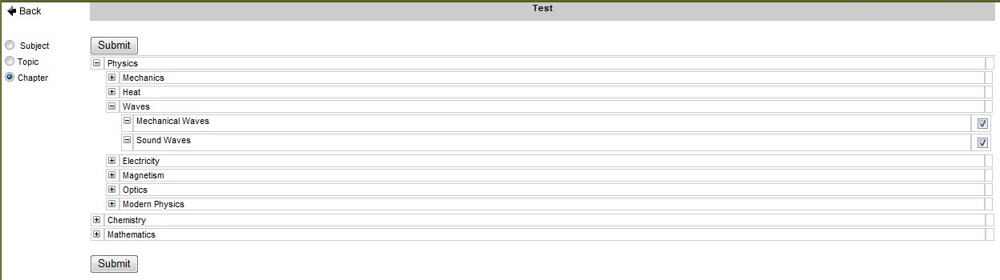 Back
Test
Subject
Topic
Chapter
Submit
Physics
Mechanics
Heat
Waves
Mechanical Waves
Sound Waves
Electricity
Magnetism
Optics
Modern Physics
Chemistry
Mathematics
Submit